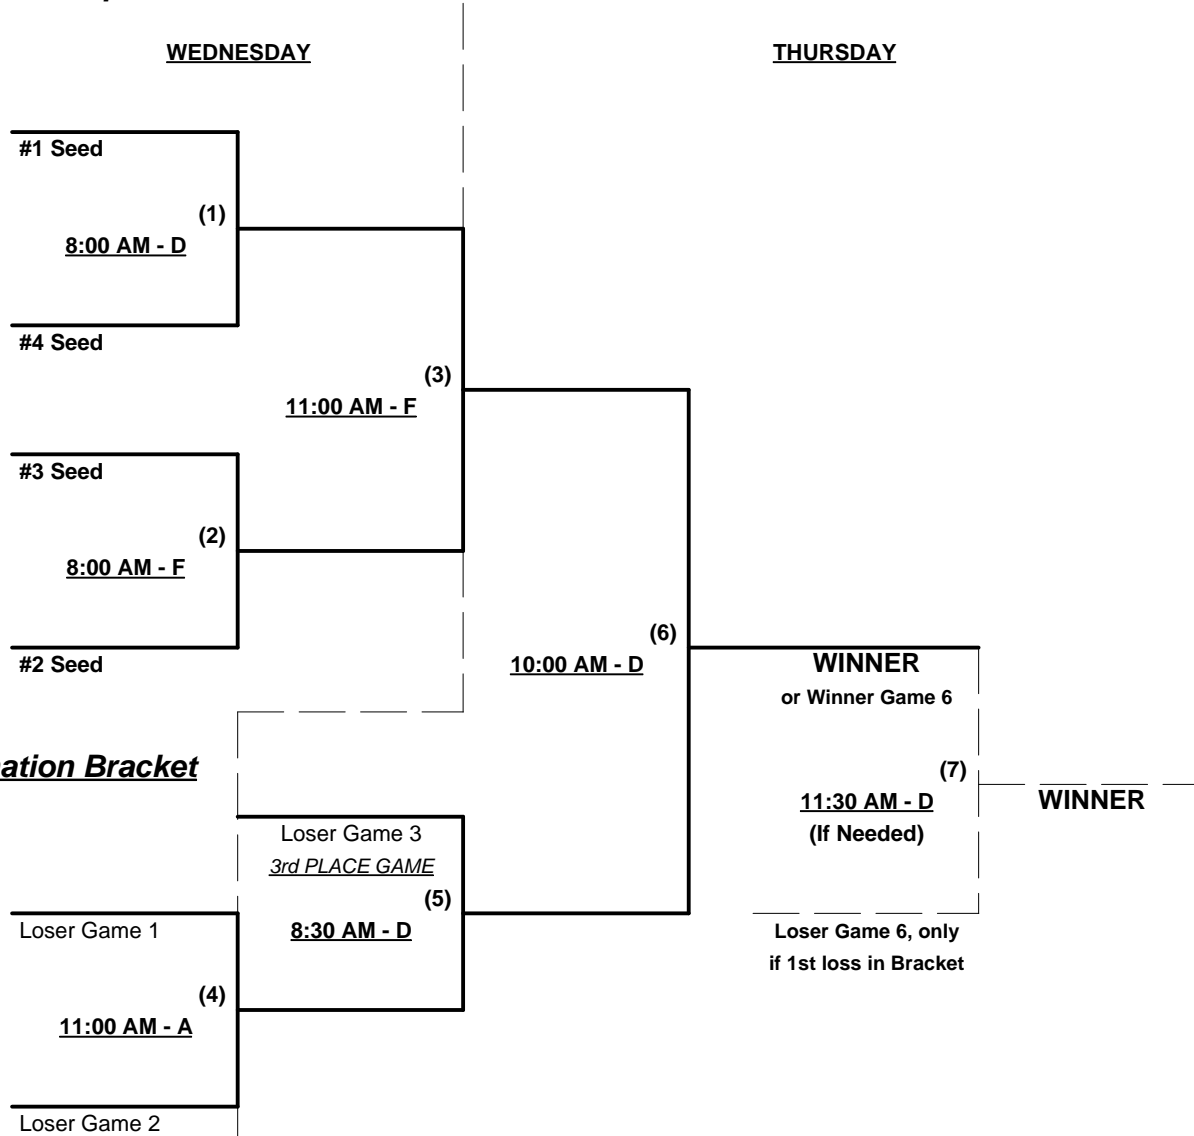 WEDNESDAY
THURSDAY
#1 Seed
(1)
8:00 AM - D
#4 Seed
(3)
11:00 AM - F
#3 Seed
(2)
8:00 AM - F
#2 Seed
(6)
10:00 AM - D
WINNER
or Winner Game 6
ation Bracket
(7)
11:30 AM - D
(If Needed)
WINNER
Loser Game 3
3rd PLACE GAME
(5)
8:30 AM - D
Loser Game 1
Loser Game 6, only
if 1st loss in Bracket
(4)
11:00 AM - A
Loser Game 2